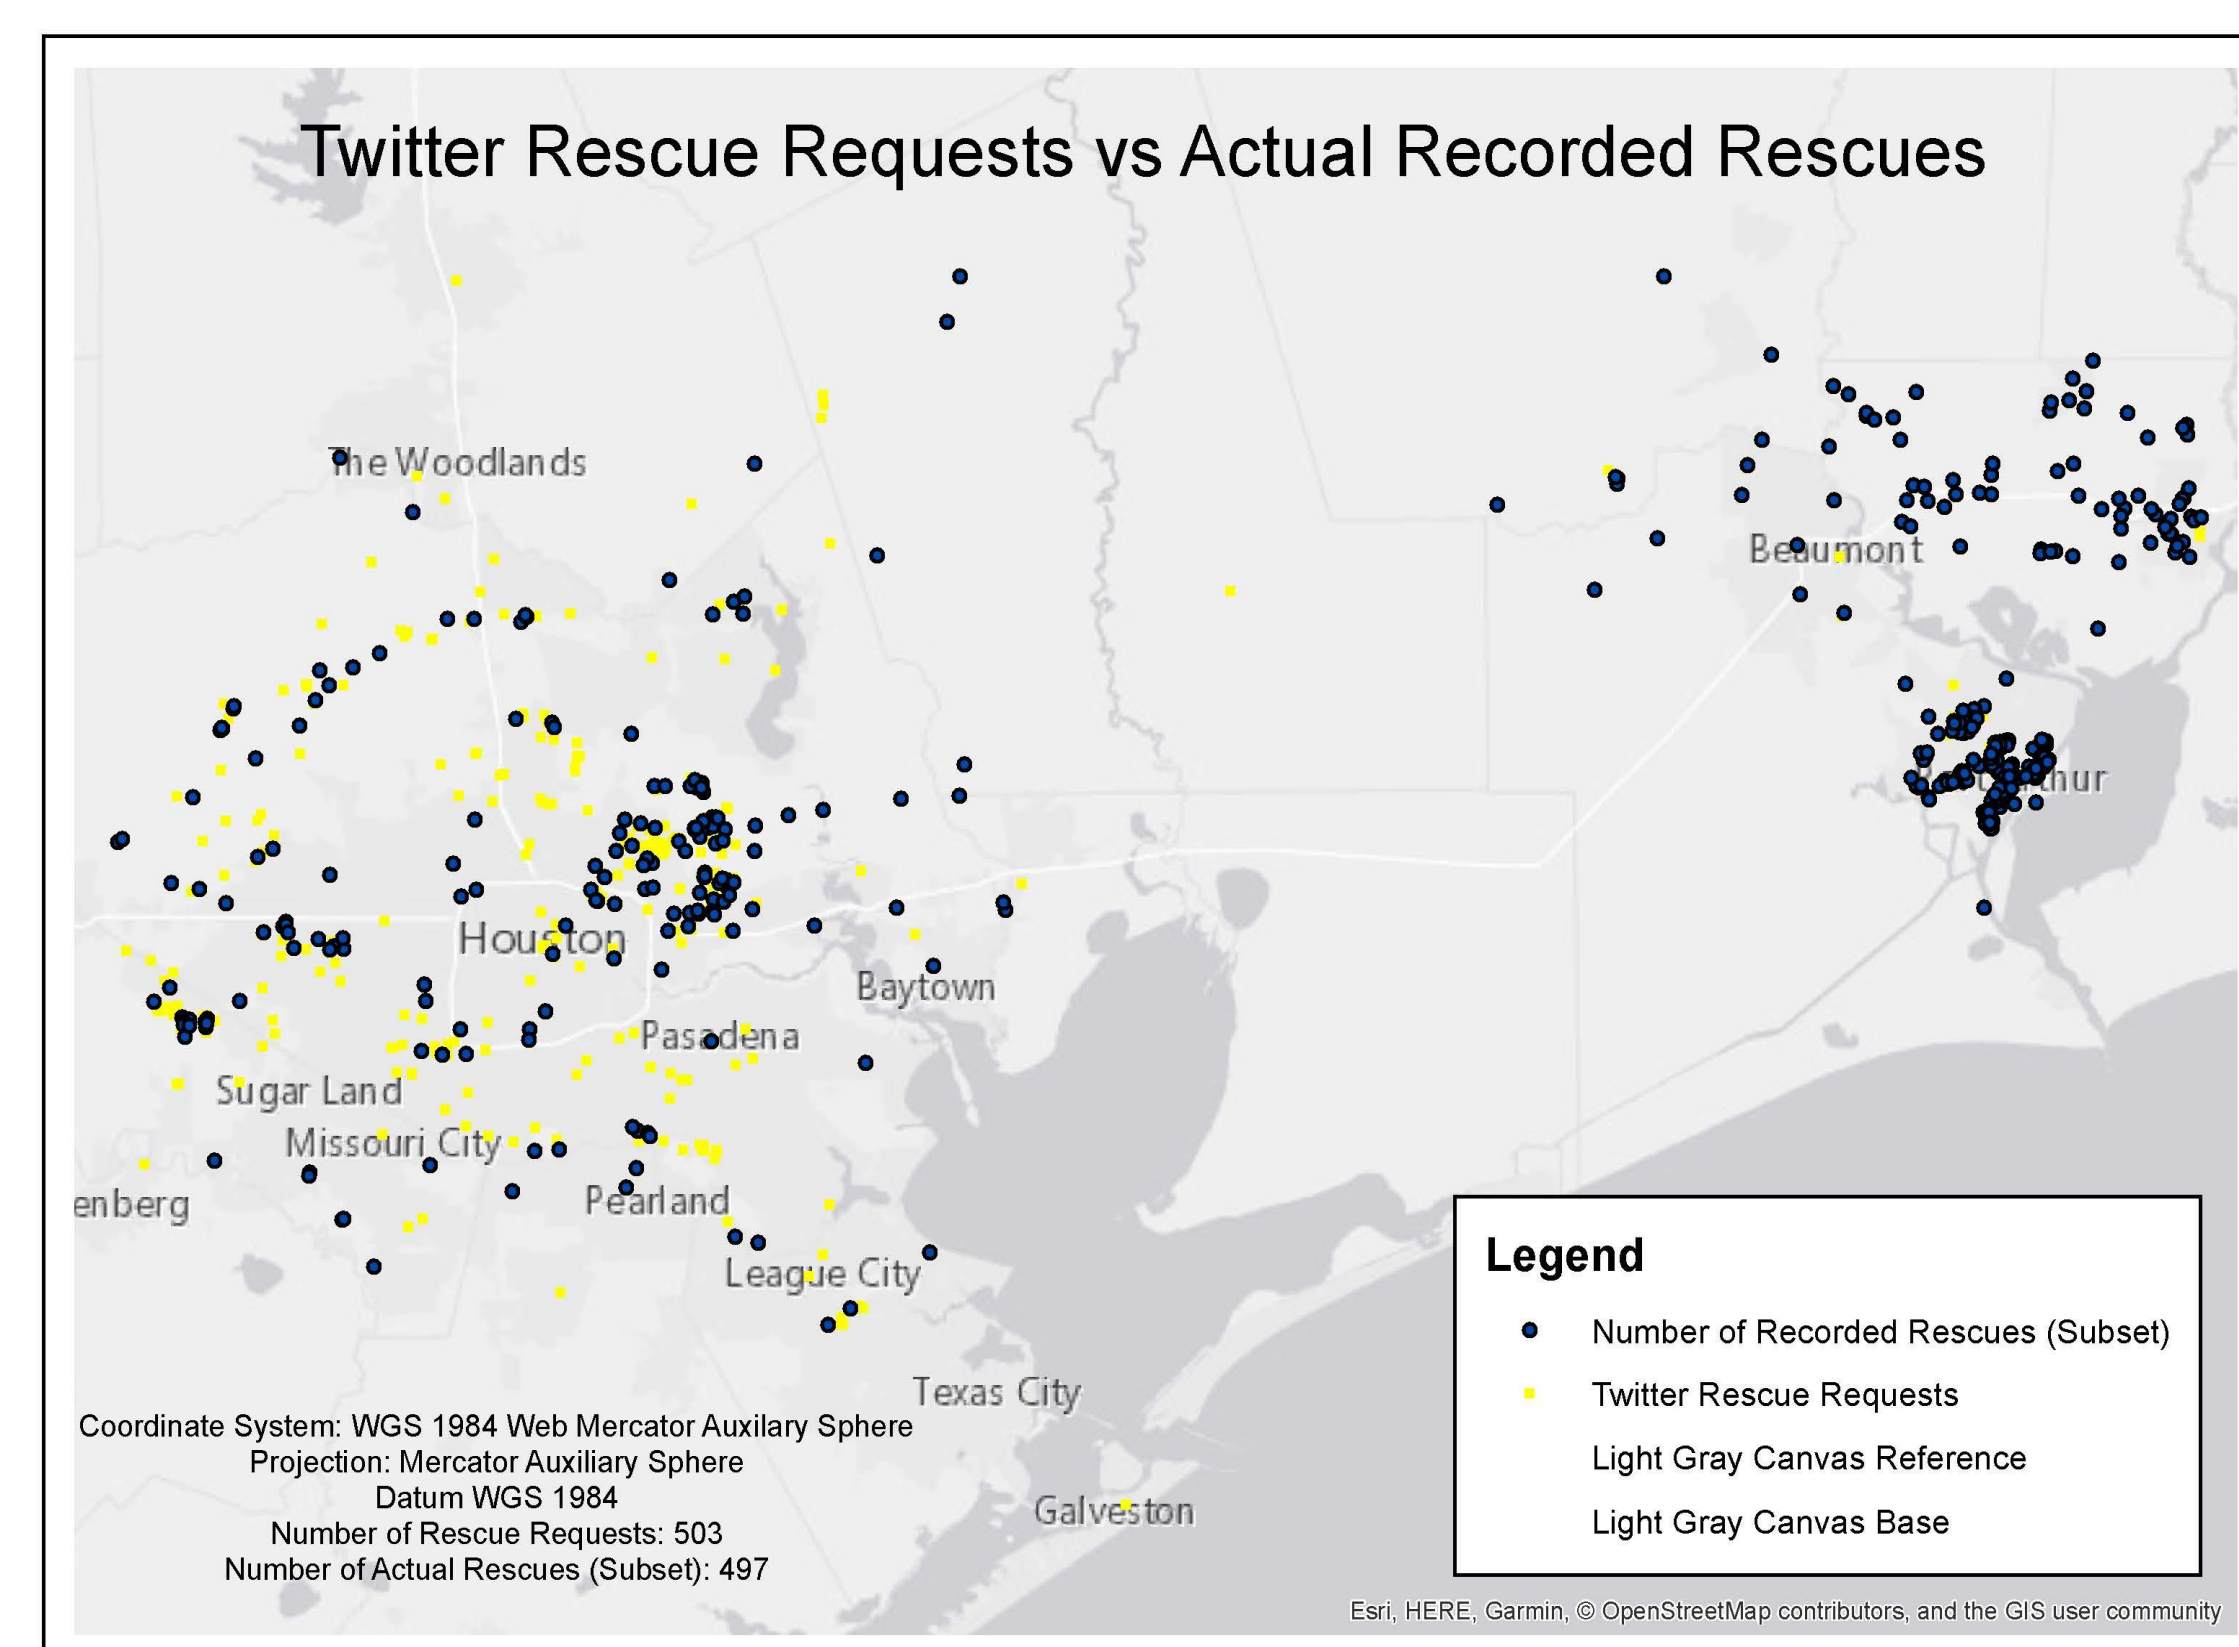 Twitter Rescue Requests vs Actual Recorded Rescues
The Woodlands
Beaumont
Houston
Baytown
Pasadena
Sugar Land
Missouri City
enberg
Pearland
League City
Texas City
Galveston
Coordinate System: WGS 1984 Web Mercator Auxilary Sphere
Projection: Mercator Auxiliary Sphere
Datum WGS 1984
Number of Rescue Requests: 503
Number of Actual Rescues (Subset): 497
Legend
Number of Recorded Rescues (Subset)
Twitter Rescue Requests
Light Gray Canvas Reference
Light Gray Canvas Base
Esri, HERE, Garmin, © OpenStreetMap contributors, and the GIS user community